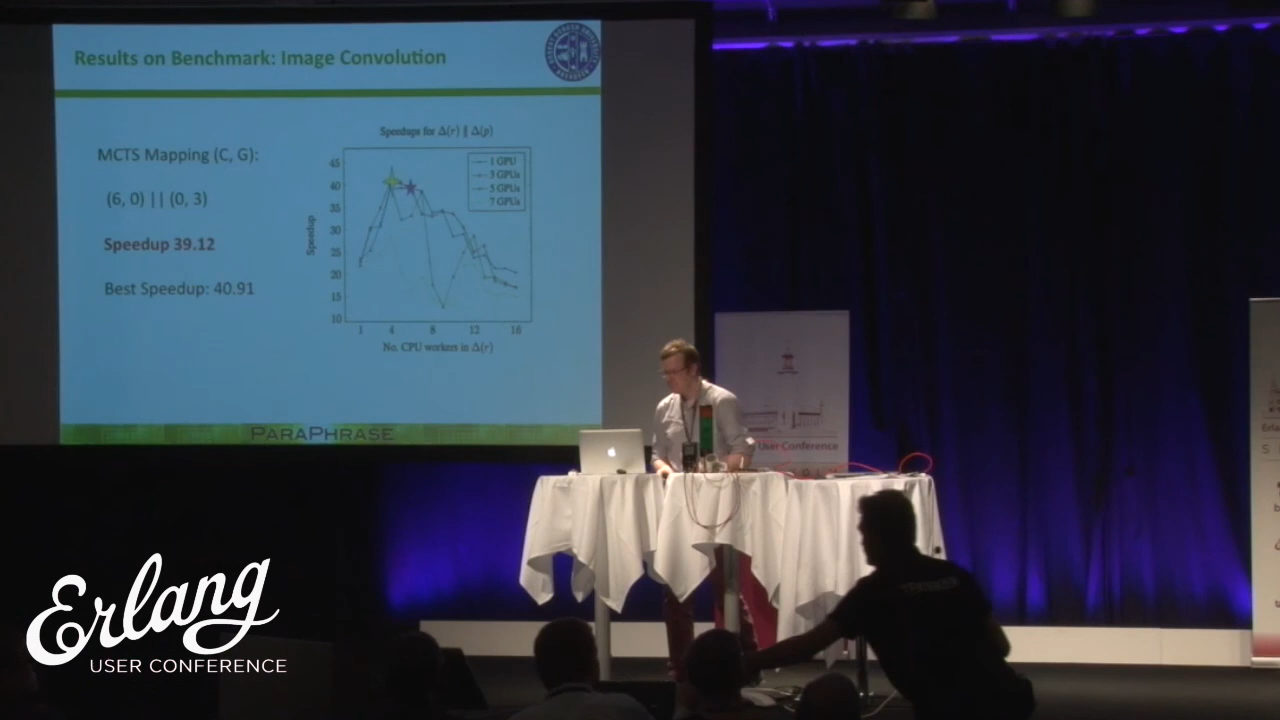 Results on Benchmark: Image Convolution
MCTS Mapping (C, G):
(6, 0) || (0, 3)
Speedup 39.12
Best Speedup: 40.91
Speedups for Δ(r) ∥ Δ(p)
1 GPU
3 GPUs
5 GPUs
7 GPUs
Speedup
45
40
35
30
25
20
15
10
1 4 8 12 16
No. CPU workers in Δ(r)
PARAPHRASE
User Conference
Erlang
USER CONFERENCE